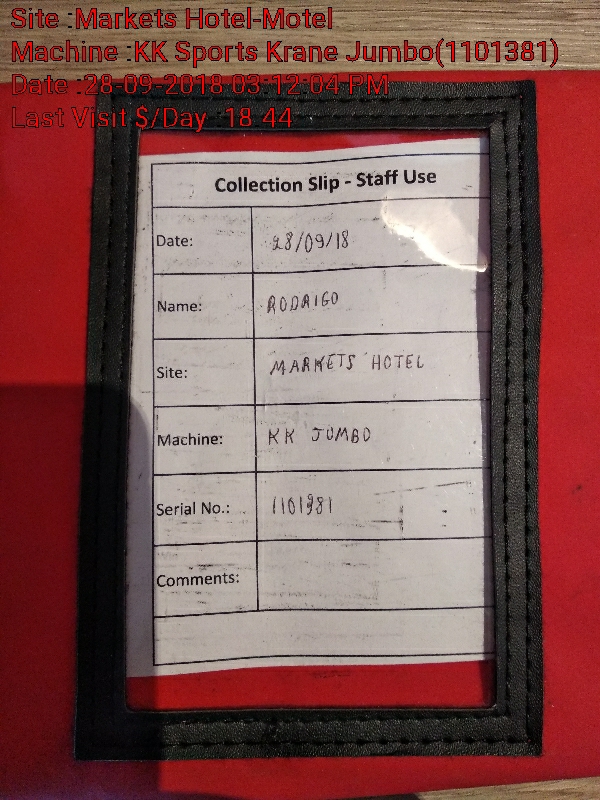 Site :Markets Hotel-Motel
Machine :KK Sports Krane Jumbo(1101381)
Date :28-09-2018 03:12:04 PM
Last Visit $/Day :18.44
Collection Slip - Staff Use
Date: 28/09/18
Name: RODRIGO
Site: MARKETS HOTEL
Machine: KK JUMBO
Serial No.: 1101381
Comments: